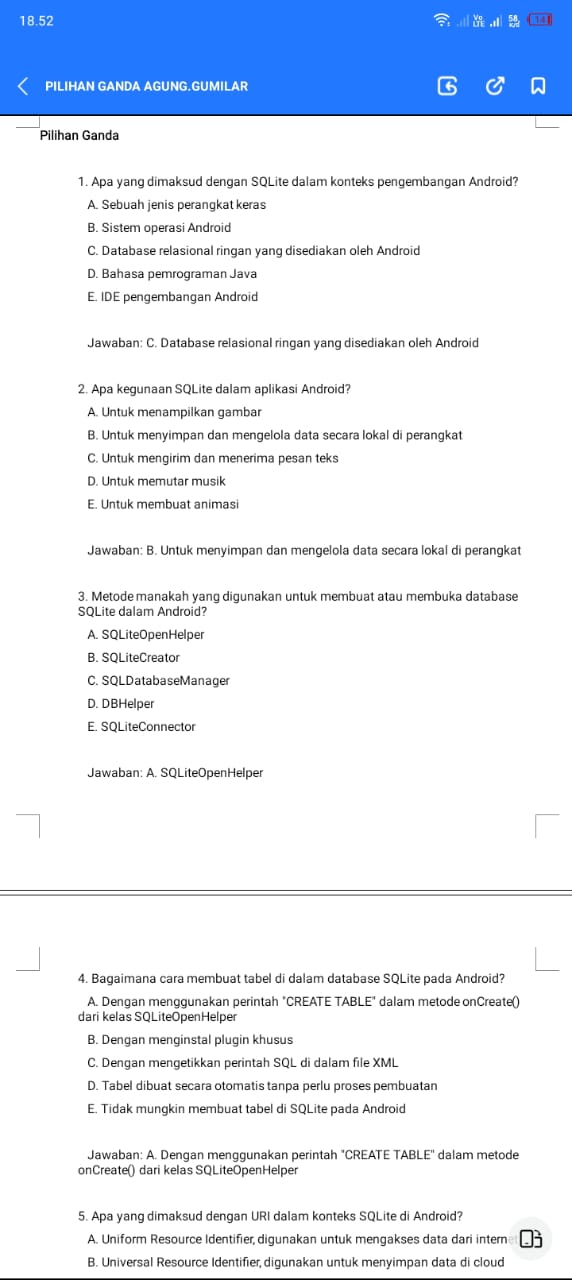 18.52
Vo
LTE
58
K/S
14
PILIHAN GANDA AGUNG.GUMILAR
Pilihan Ganda
1. Apa yang dimaksud dengan SQLite dalam konteks pengembangan Android?
A. Sebuah jenis perangkat keras
B. Sistem operasi Android
C. Database relasional ringan yang disediakan oleh Android
D. Bahasa pemrograman Java
E. IDE pengembangan Android
Jawaban: C. Database relasional ringan yang disediakan oleh Android
2. Apa kegunaan SQLite dalam aplikasi Android?
A. Untuk menampilkan gambar
B. Untuk menyimpan dan mengelola data secara lokal di perangkat
C. Untuk mengirim dan menerima pesan teks
D. Untuk memutar musik
E. Untuk membuat animasi
Jawaban: B. Untuk menyimpan dan mengelola data secara lokal di perangkat
3. Metode manakah yang digunakan untuk membuat atau membuka database
SQLite dalam Android?
A. SQLiteOpenHelper
B. SQLiteCreator
C. SQLDatabaseManager
D. DBHelper
E. SQLiteConnector
Jawaban: A. SQLiteOpenHelper
4. Bagaimana cara membuat tabel di dalam database SQLite pada Android?
A. Dengan menggunakan perintah "CREATE TABLE" dalam metode onCreate()
dari kelas SQLiteOpenHelper
B. Dengan menginstal plugin khusus
C. Dengan mengetikkan perintah SQL di dalam file XML
D. Tabel dibuat secara otomatis tanpa perlu proses pembuatan
E. Tidak mungkin membuat tabel di SQLite pada Android
Jawaban: A. Dengan menggunakan perintah "CREATE TABLE" dalam metode
onCreate() dari kelas SQLiteOpenHelper
5. Apa yang dimaksud dengan URI dalam konteks SQLite di Android?
A. Uniform Resource Identifier, digunakan untuk mengakses data dari internet
B. Universal Resource Identifier, digunakan untuk menyimpan data di cloud